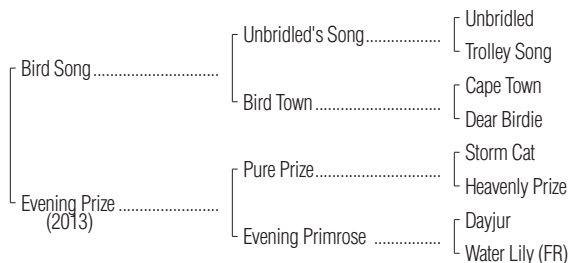 Unbridled
Unbridled's Song..................
Trolley Song
Bird Song..............................
Cape Town
Bird Town ..............................
Dear Birdie
Storm Cat
Pure Prize..............................
Heavenly Prize
Evening Prize ........................
(2013)
Dayjur
Evening Primrose ................
Water Lily (FR)